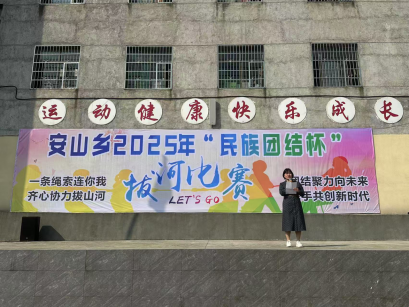 运动健康 快乐成长
安山乡2025年“民族团结杯”
拔河比赛
LET'S GO
一条绳索连你我
齐心协力拔山河
团结聚力向未来
手共创新时代